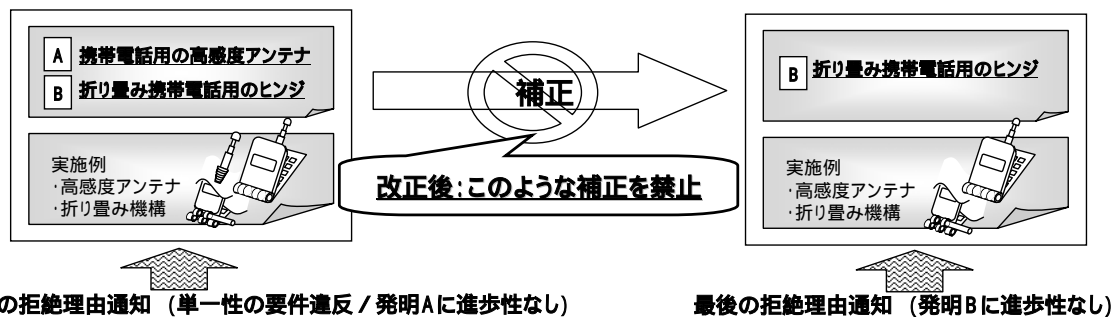 A 携帯電話用の高感度アンテナ
B 折り畳み携帯電話用のヒンジ
実施例
・高感度アンテナ
・折り畳み機構
補正
改正後:このような補正を禁止
B 折り畳み携帯電話用のヒンジ
実施例
・高感度アンテナ
・折り畳み機構
の拒絶理由通知 (単一性の要件違反/発明Aに進歩性なし)
最後の拒絶理由通知 (発明Bに進歩性なし)